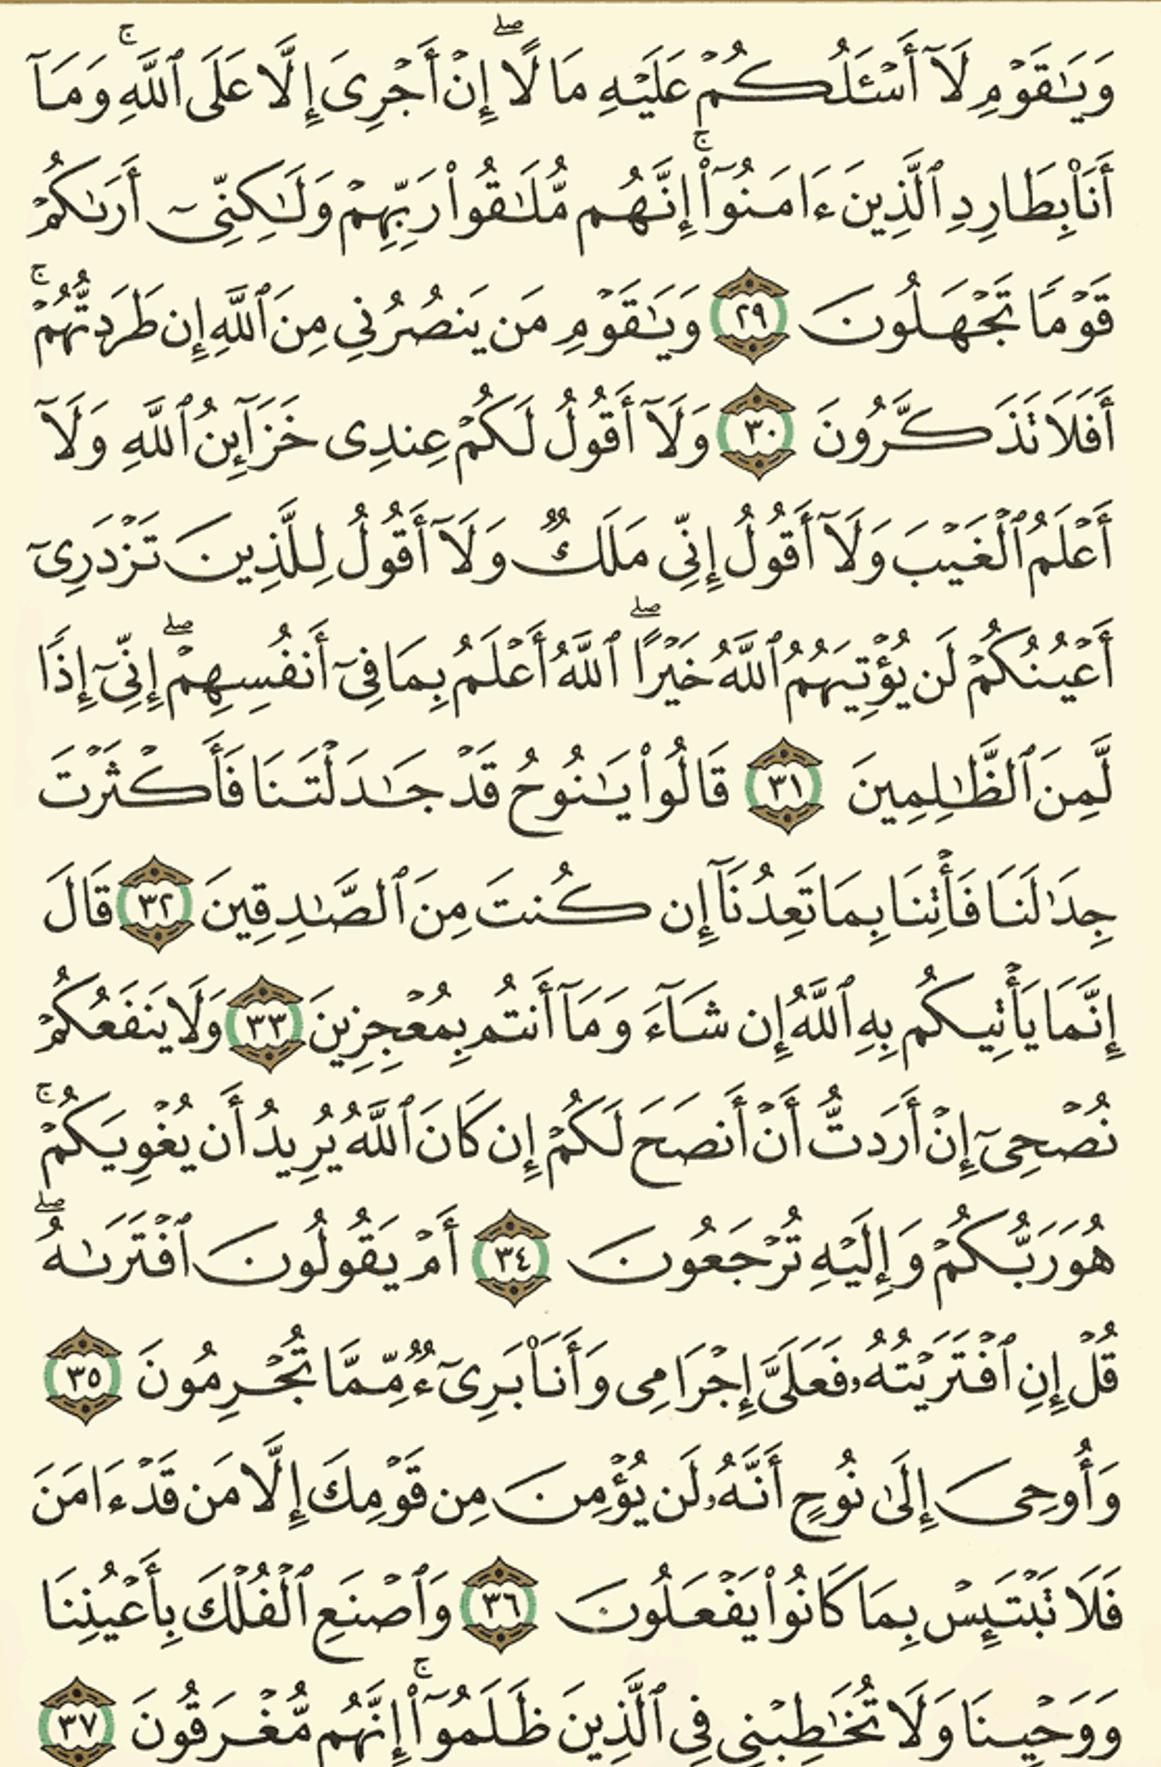 وَيَـٰقَوْمِ لَآ أَسْـَٔلُكُمْ عَلَيْهِ مَالًا ۖ إِنْ أَجْرِىَ إِلَّا عَلَى ٱللَّهِ ۚ وَمَآ
أَنَا۠ بِطَارِدِ ٱلَّذِينَ ءَامَنُوٓا۟ ۚ إِنَّهُم مُّلَـٰقُوا۟ رَبِّهِمْ وَلَـٰكِنِّىٓ أَرَىٰكُمْ
قَوْمًا تَجْهَلُونَ ٢٩ وَيَـٰقَوْمِ مَن يَنصُرُنِي مِنَ ٱللَّهِ إِن طَرَدتُّهُمْ ۚ
أَفَلَا تَذَكَّرُونَ ٣٠ وَلَآ أَقُولُ لَكُمْ عِندِى خَزَآئِنُ ٱللَّهِ وَلَآ
أَعْلَمُ ٱلْغَيْبَ وَلَآ أَقُولُ إِنِّي مَلَكٌ وَلَآ أَقُولُ لِلَّذِينَ تَزْدَرِىٓ
أَعْيُنُكُمْ لَن يُؤْتِيَهُمُ ٱللَّهُ خَيْرًا ۖ ٱللَّهُ أَعْلَمُ بِمَا فِىٓ أَنفُسِهِمْ ۖ إِنِّىٓ إِذًا
لَّمِنَ ٱلظَّـٰلِمِينَ ٣١ قَالُوا۟ يَـٰنُوحُ قَدْ جَـٰدَلْتَنَا فَأَكْثَرْتَ
جِدَٰلَنَا فَأْتِنَا بِمَا تَعِدُنَآ إِن كُنتَ مِنَ ٱلصَّـٰدِقِينَ ٣٢ قَالَ
إِنَّمَا يَأْتِيكُم بِهِ ٱللَّهُ إِن شَآءَ وَمَآ أَنتُم بِمُعْجِزِينَ ٣٣ وَلَا يَنفَعُكُمْ
نُصْحِىٓ إِنْ أَرَدتُّ أَنْ أَنصَحَ لَكُمْ إِن كَانَ ٱللَّهُ يُرِيدُ أَن يُغْوِيَكُمْ ۚ
هُوَ رَبُّكُمْ وَإِلَيْهِ تُرْجَعُونَ ٣٤ أَمْ يَقُولُونَ ٱفْتَرَىٰهُ ۖ
قُلْ إِنِ ٱفْتَرَيْتُهُۥ فَعَلَىَّ إِجْرَامِى وَأَنَا۠ بَرِىٓءٌ مِّمَّا تُجْرِمُونَ ٣٥
وَأُوحِىَ إِلَىٰ نُوحٍ أَنَّهُۥ لَن يُؤْمِنَ مِن قَوْمِكَ إِلَّا مَن قَدْ ءَامَنَ
فَلَا تَبْتَئِسْ بِمَا كَانُوا۟ يَفْعَلُونَ ٣٦ وَٱصْنَعِ ٱلْفُلْكَ بِأَعْيُنِنَا
وَوَحْيِنَا وَلَا تُخَـٰطِبْنِى فِي ٱلَّذِينَ ظَلَمُوٓا۟ ۚ إِنَّهُم مُّغْرَقُونَ ٣٧